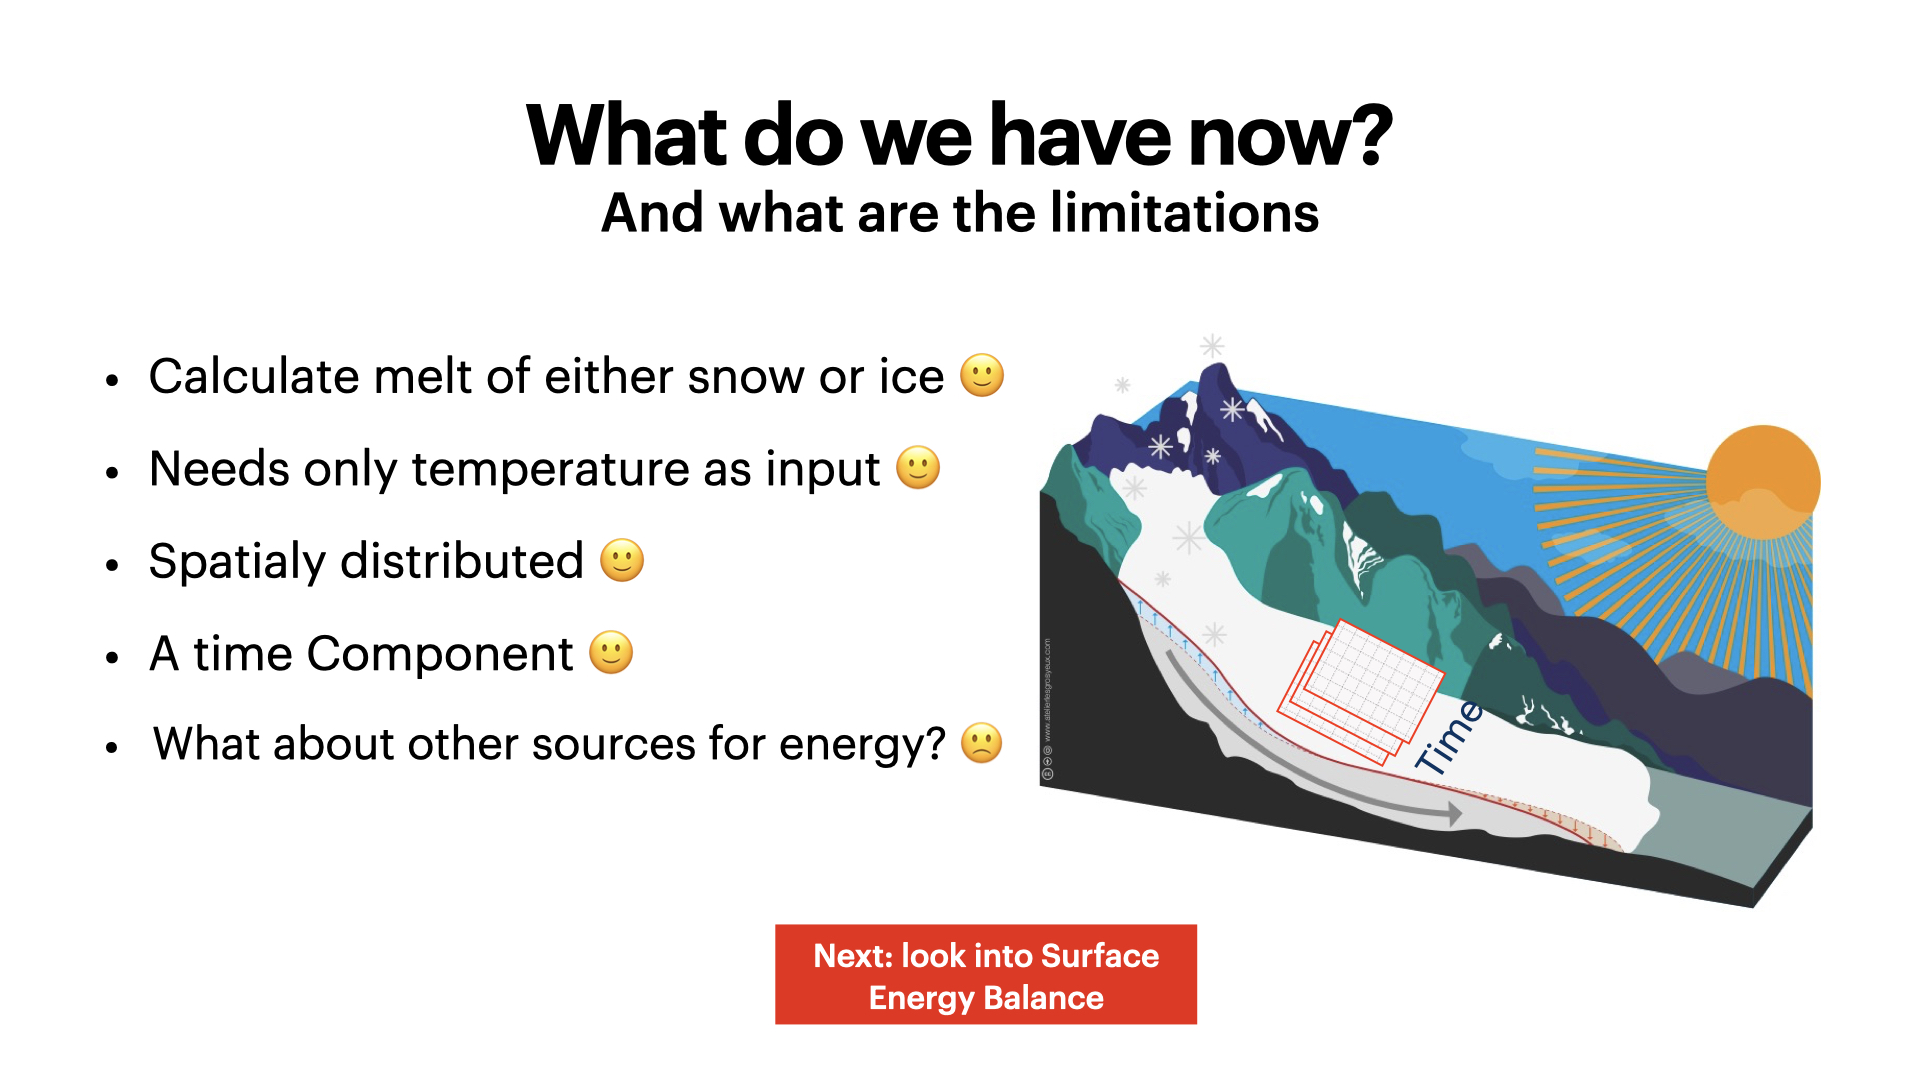 What do we have now?
And what are the limitations
• Calculate melt of either snow or ice 🙂
• Needs only temperature as input 🙂
• Spatialy distributed 🙂
• A time Component 🙂
• What about other sources for energy? 🙁
Time
www.atelierlesgrosyeux.com
Next: look into Surface
Energy Balance